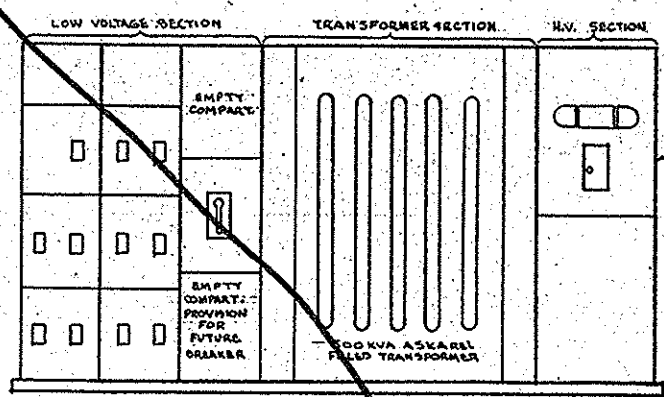 LOW VOLTAGE SECTION
TRANSFORMER SECTION
H.V. SECTION
EMPTY
COMPART.
EMPTY
COMPART.-
PROVISION
FOR
FUTURE
BREAKER
500 KVA ASKAREL
FILLED TRANSFORMER